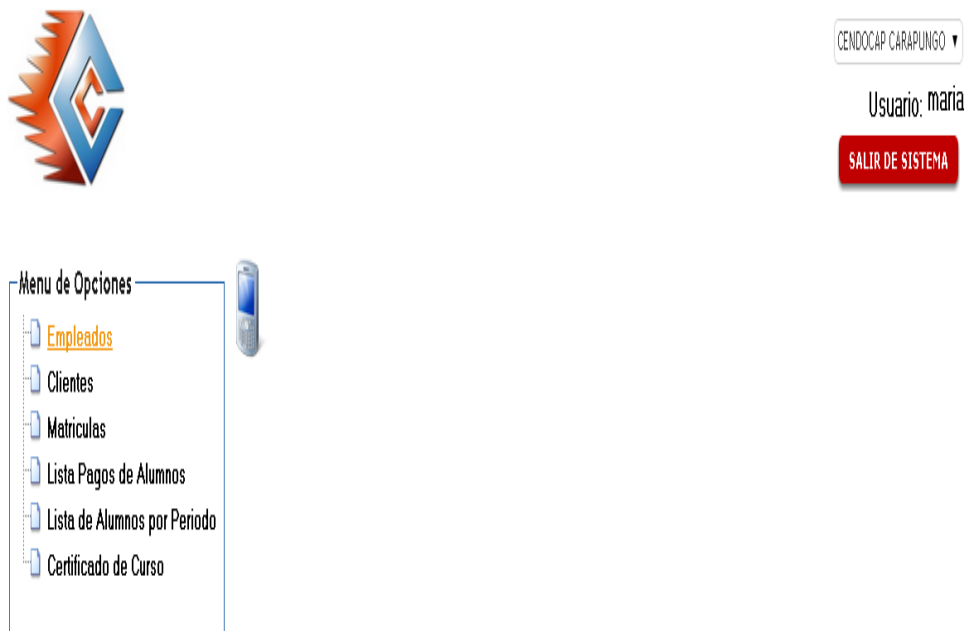 CENDOCAP CARAPUNGO
Usuario: maria
SALIR DE SISTEMA
Menu de Opciones
Empleados
Clientes
Matriculas
Lista Pagos de Alumnos
Lista de Alumnos por Periodo
Certificado de Curso